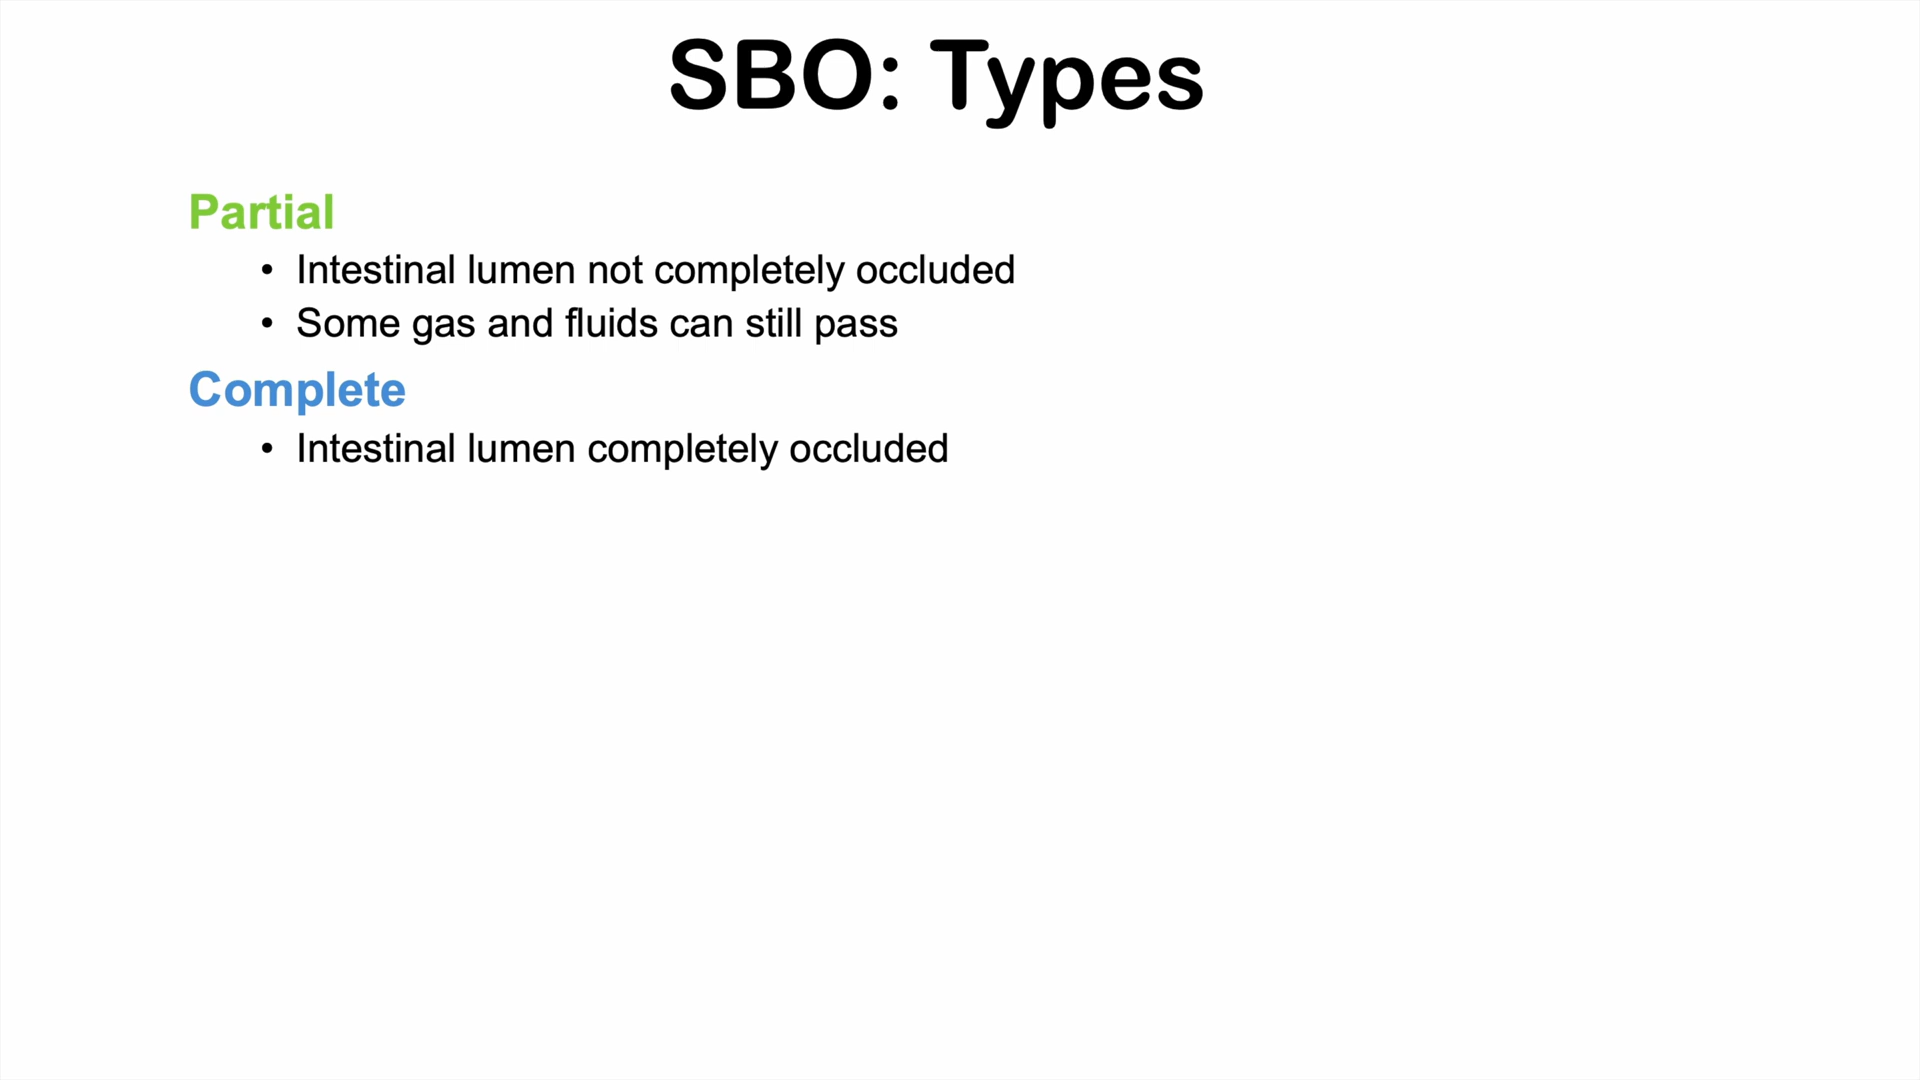 SBO: Types
Partial
• Intestinal lumen not completely occluded
• Some gas and fluids can still pass
Complete
• Intestinal lumen completely occluded